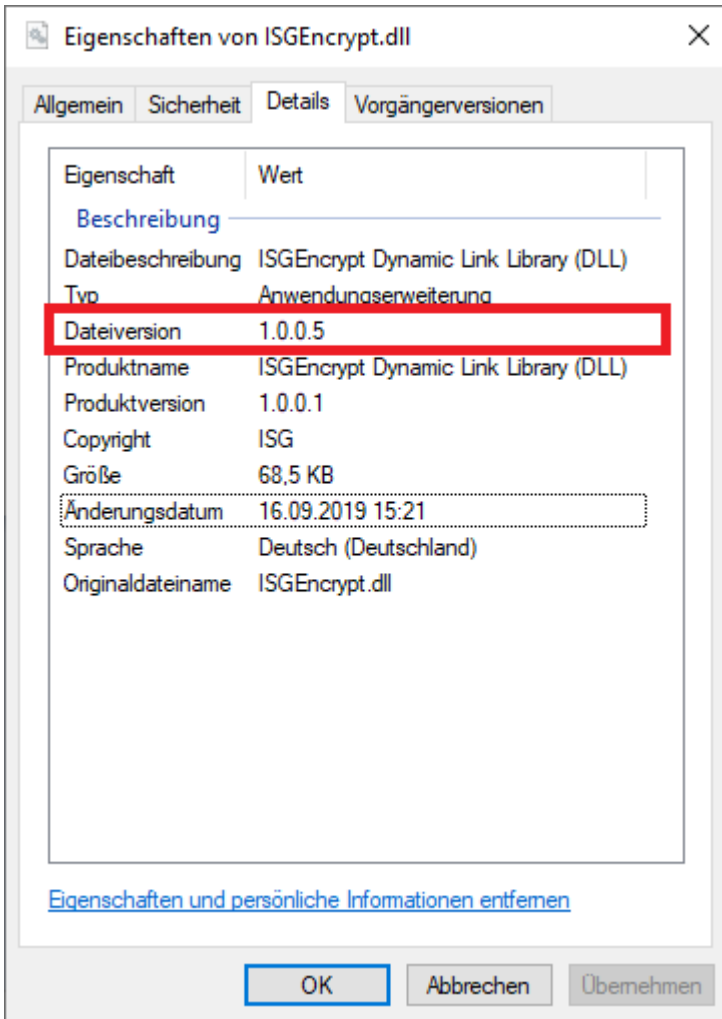 Eigenschaften von ISGEncrypt.dll
Allgemein Sicherheit Details Vorgängerversionen
Eigenschaft Wert
Beschreibung
Dateibeschreibung ISGEncrypt Dynamic Link Library (DLL)
Typ Anwendungserweiterung
Dateiversion 1.0.0.5
Produktname ISGEncrypt Dynamic Link Library (DLL)
Produktversion 1.0.0.1
Copyright ISG
Größe 68,5 KB
Änderungsdatum 16.09.2019 15:21
Sprache Deutsch (Deutschland)
Originaldateiname ISGEncrypt.dll
Eigenschaften und persönliche Informationen entfernen
OK Abbrechen Übernehmen